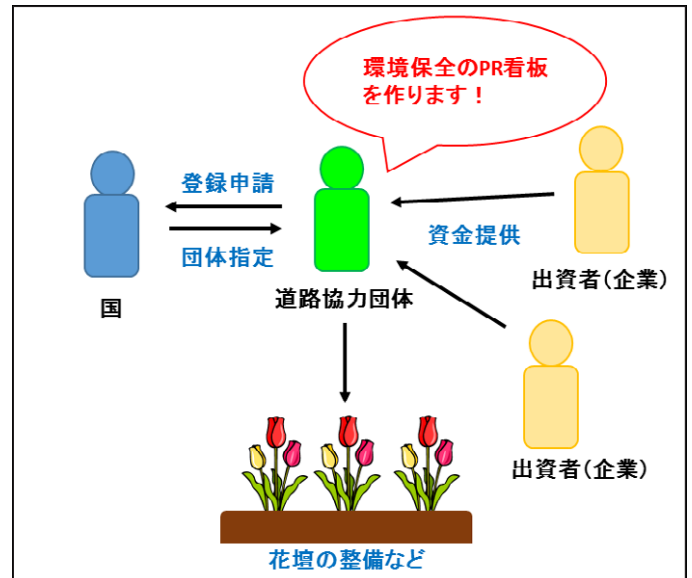 環境保全のPR看板
を作ります！
登録申請
団体指定
資金提供
国
道路協力団体
出資者（企業）
出資者（企業）
花壇の整備など